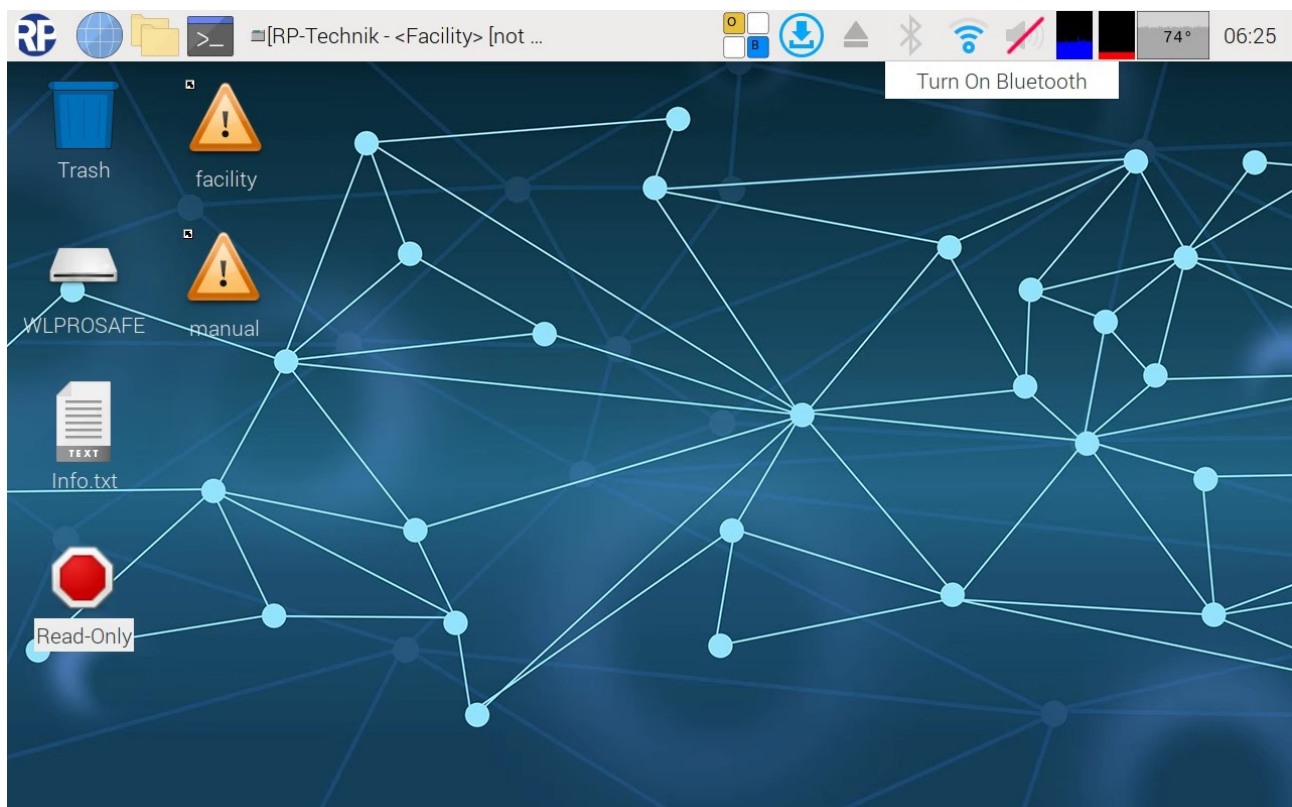 RP
>_
[RP-Technik - <Facility> [not ...
O
B
74°
06:25
Turn On Bluetooth
Trash
facility
WLPROSAFE
manual
TEXT
Info.txt
Read-Only